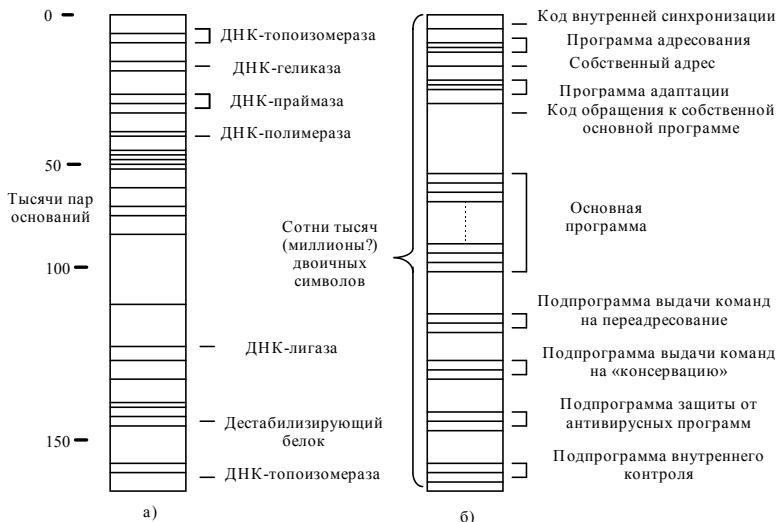 0
50
Тысячи пар
оснований
100
150
ДНК-топоизомераза
ДНК-геликаза
ДНК-праймаза
ДНК-полимераза
ДНК-лигаза
Дестабилизирующий
белок
ДНК-топоизомераза
а)
Сотни тысяч
(миллионы?)
двоичных
символов
Код внутренней синхронизации
Программа адресования
Собственный адрес
Программа адаптации
Код обращения к собственной
основной программе
Основная
программа
Подпрограмма выдачи команд
на переадресование
Подпрограмма выдачи команд
на «консервацию»
Подпрограмма защиты от
антивирусных программ
Подпрограмма внутреннего
контроля
б)